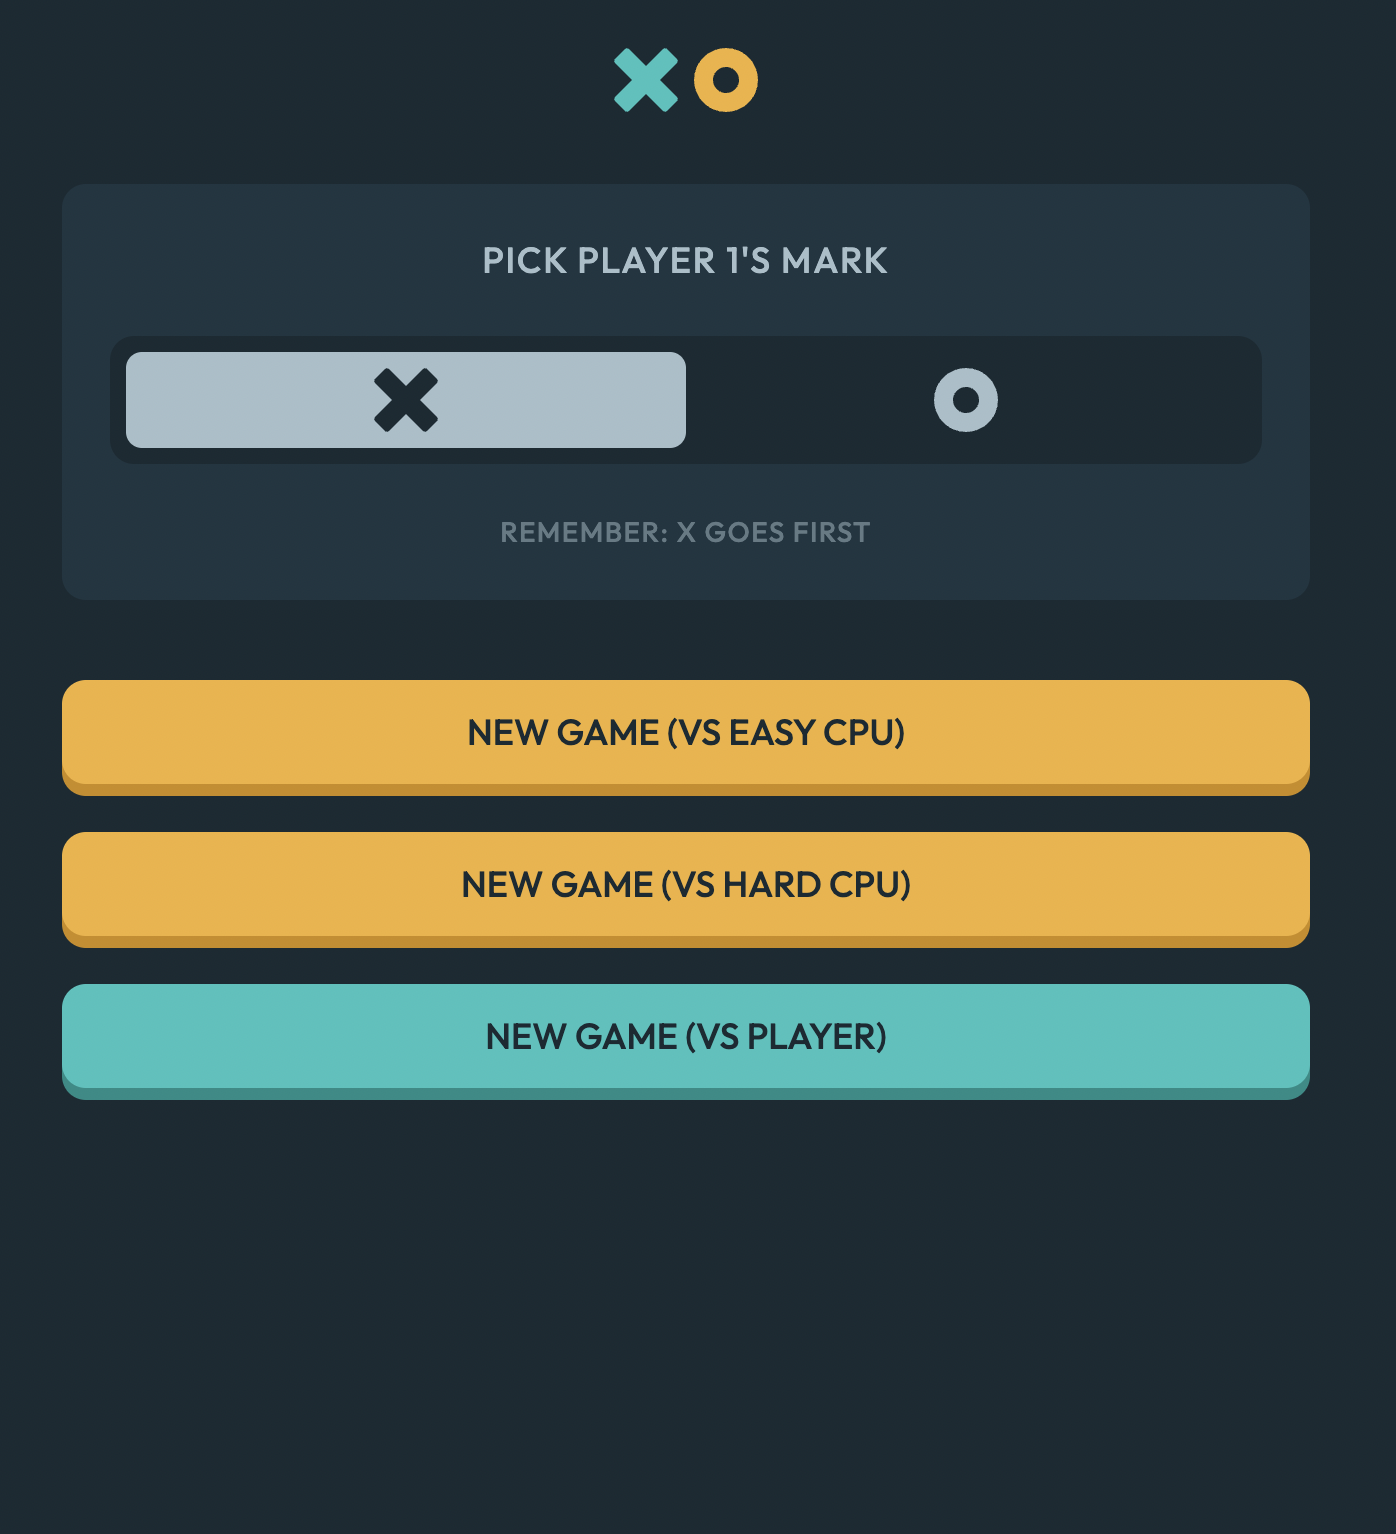 PICK PLAYER 1'S MARK
REMEMBER: X GOES FIRST
NEW GAME (VS EASY CPU)
NEW GAME (VS HARD CPU)
NEW GAME (VS PLAYER)